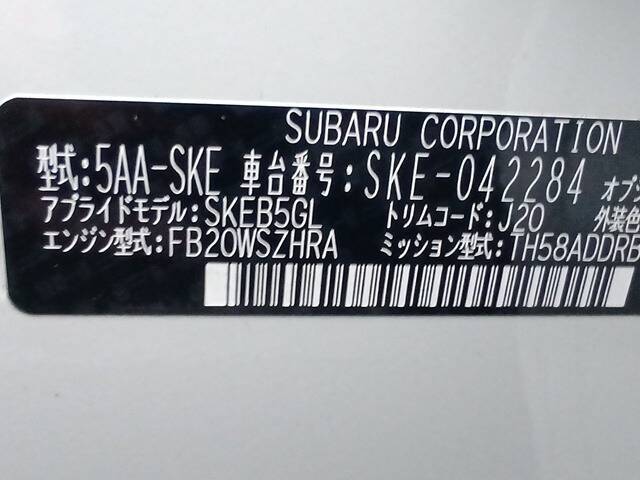 SUBARU CORPORATION
型式:5AA-SKE 車台番号:SKE-042284 オプ
アプライドモデル:SKEB5GL トリムコード:J20 外装色
エンジン型式:FB20WSZHRA ミッション型式:TH58ADDRB